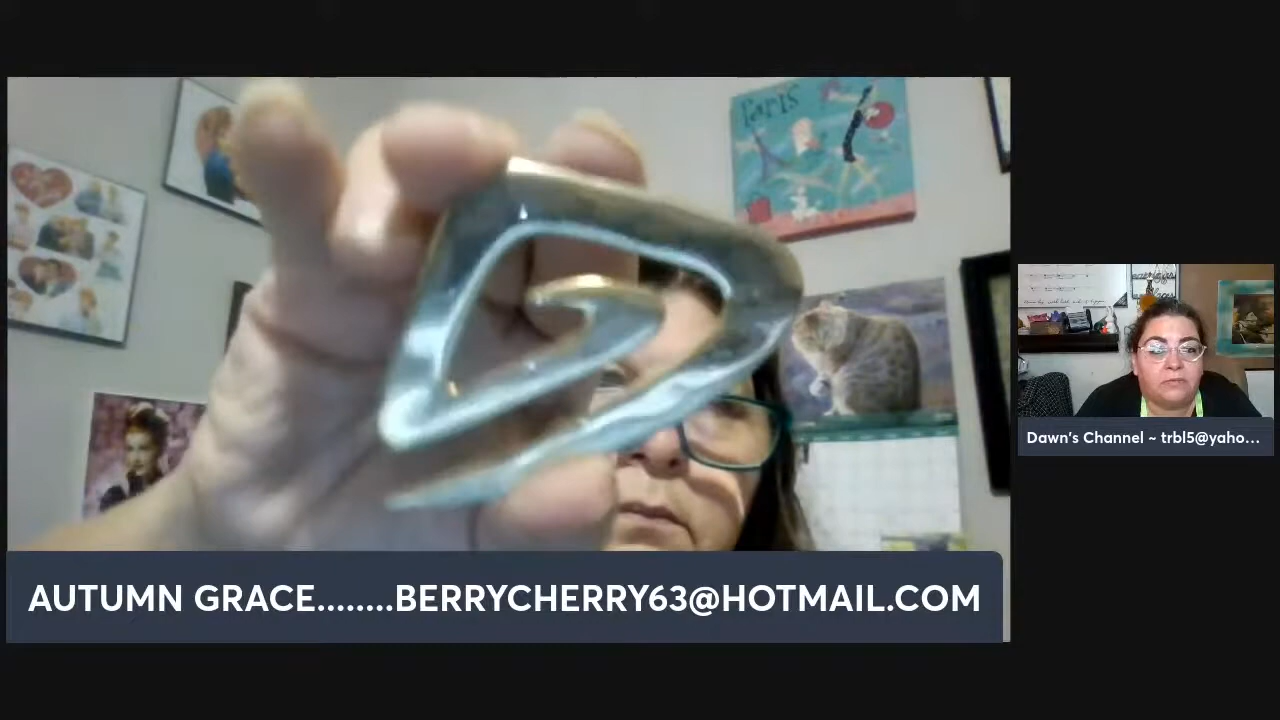 Paris
AUTUMN GRACE........BERRYCHERRY63@HOTMAIL.COM
Dawn's Channel ~ trbl5@yaho...